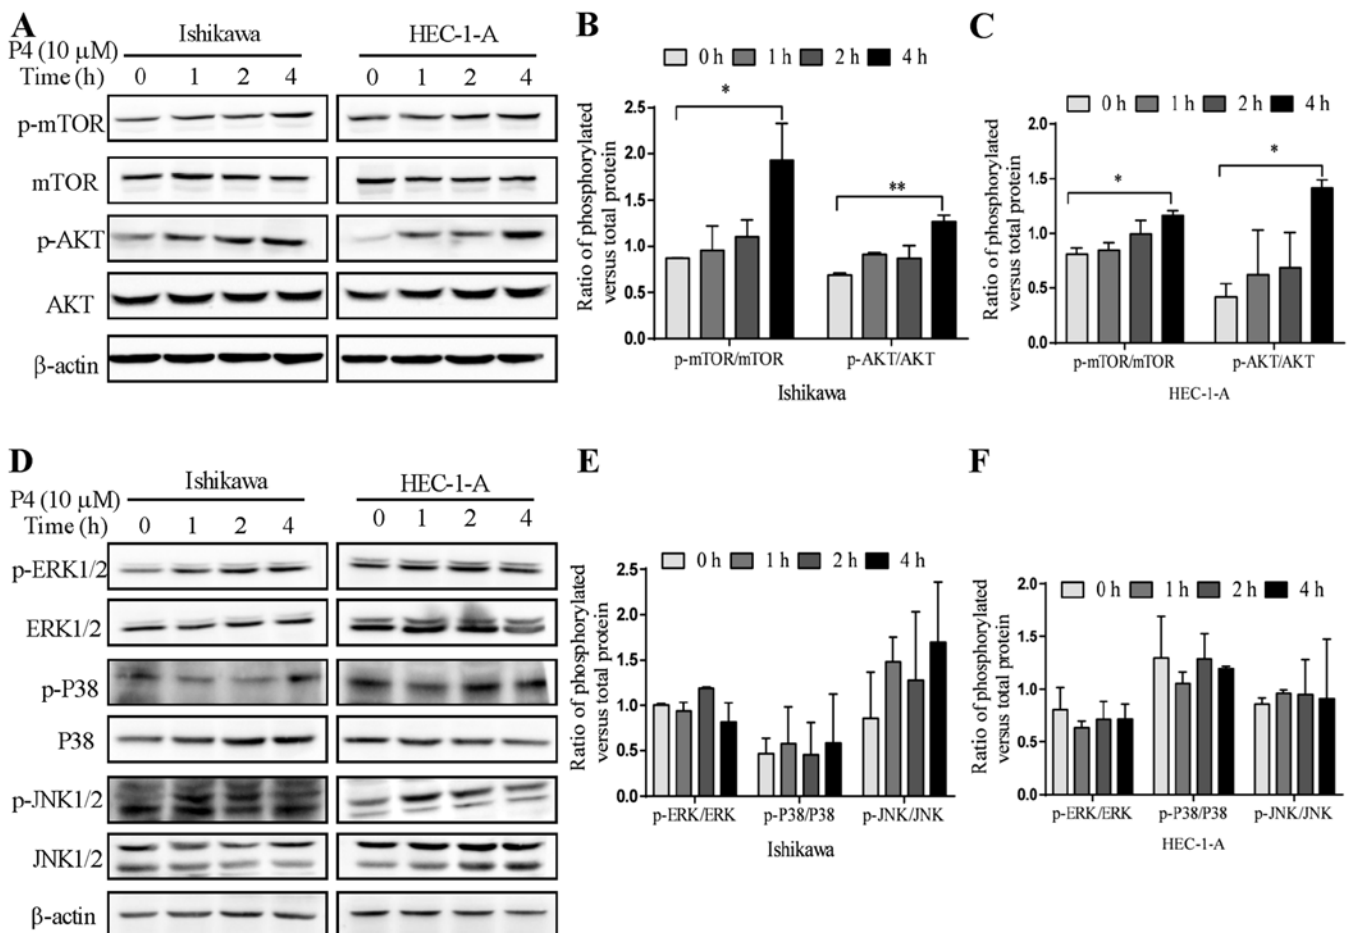 A
Ishikawa
HEC-1-A
P4 (10 µM)
Time (h)
0 1 2 4
0 1 2 4
p-mTOR
mTOR
p-AKT
AKT
β-actin
B
0 h 1 h 2 h 4 h
Ratio of phosphorylated
versus total protein
2.5
2.0
1.5
1.0
0.5
0.0
*
**
p-mTOR/mTOR p-AKT/AKT
Ishikawa
C
0 h 1 h 2 h 4 h
Ratio of phosphorylated
versus total protein
2.0
1.5
1.0
0.5
0.0
*
*
p-mTOR/mTOR p-AKT/AKT
HEC-1-A
D
Ishikawa
HEC-1-A
P4 (10 µM)
Time (h)
0 1 2 4
0 1 2 4
p-ERK1/2
ERK1/2
p-P38
P38
p-JNK1/2
JNK1/2
β-actin
E
0 h 1 h 2 h 4 h
Ratio of phosphorylated
versus total protein
2.5
2.0
1.5
1.0
0.5
0.0
p-ERK/ERK p-P38/P38 p-JNK/JNK
Ishikawa
F
0 h 1 h 2 h 4 h
Ratio of phosphorylated
versus total protein
2.0
1.5
1.0
0.5
0.0
p-ERK/ERK p-P38/P38 p-JNK/JNK
HEC-1-A